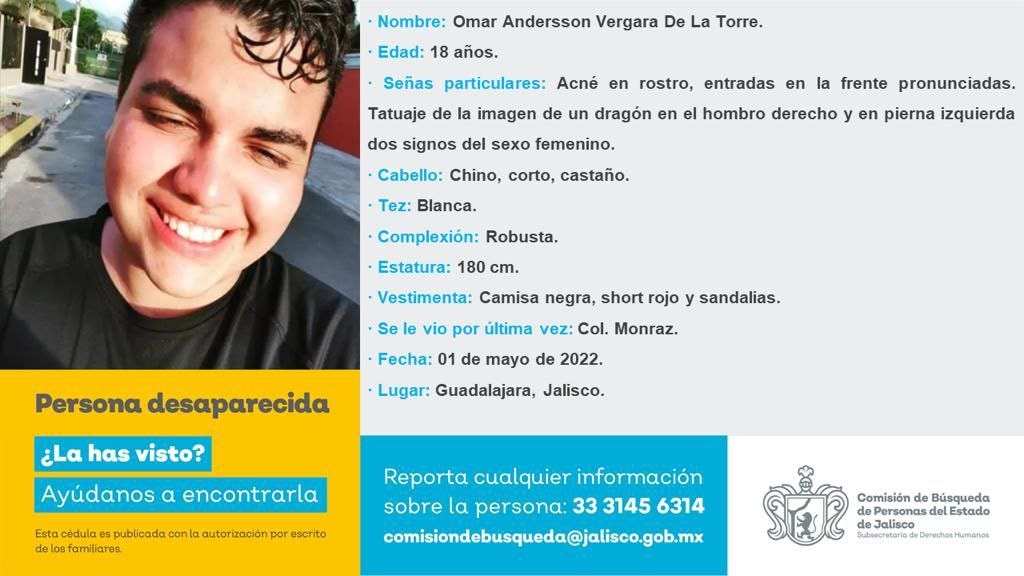 · Nombre: Omar Andersson Vergara De La Torre.
· Edad: 18 años.
· Señas particulares: Acné en rostro, entradas en la frente pronunciadas.
Tatuaje de la imagen de un dragón en el hombro derecho y en pierna izquierda
dos signos del sexo femenino.
· Cabello: Chino, corto, castaño.
· Tez: Blanca.
· Complexión: Robusta.
· Estatura: 180 cm.
· Vestimenta: Camisa negra, short rojo y sandalias.
· Se le vio por última vez: Col. Monraz.
· Fecha: 01 de mayo de 2022.
· Lugar: Guadalajara, Jalisco.
Persona desaparecida
¿La has visto?
Ayúdanos a encontrarla
Esta cédula es publicada con la autorización por escrito
de los familiares.
Reporta cualquier información
sobre la persona: 33 3145 6314
comisiondebusqueda@jalisco.gob.mx
Comisión de Búsqueda
de Personas del Estado
de Jalisco
Subsecretaría de Derechos Humanos